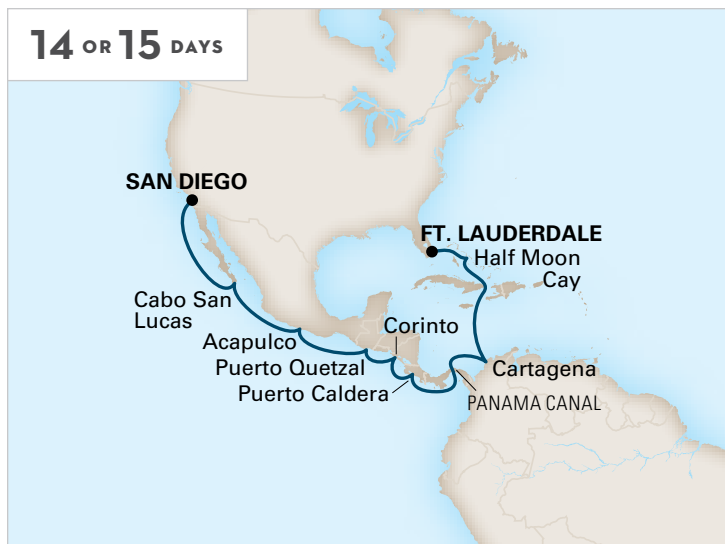 14 OR 15 DAYS
SAN DIEGO
FT. LAUDERDALE
Half Moon
Cay
Cabo San
Lucas
Acapulco
Corinto
Puerto Quetzal
Puerto Caldera
Cartagena
PANAMA CANAL